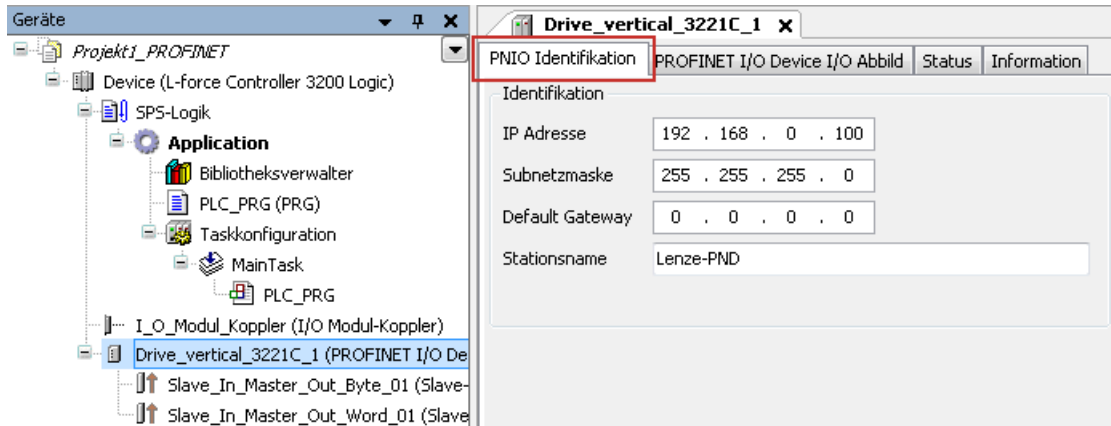 Geräte
Projekt1_PROFINET
Device (L-force Controller 3200 Logic)
SPS-Logik
Application
Bibliotheksverwalter
PLC_PRG (PRG)
Taskkonfiguration
MainTask
PLC_PRG
I_O_Modul_Koppler (I/O Modul-Koppler)
Drive_vertical_3221C_1 (PROFINET I/O De
Slave_In_Master_Out_Byte_01 (Slave-
Slave_In_Master_Out_Word_01 (Slave
Drive_vertical_3221C_1 x
PNIO Identifikation PROFINET I/O Device I/O Abbild Status Information
Identifikation
IP Adresse 192 . 168 . 0 . 100
Subnetzmaske 255 . 255 . 255 . 0
Default Gateway 0 . 0 . 0 . 0
Stationsname Lenze-PND